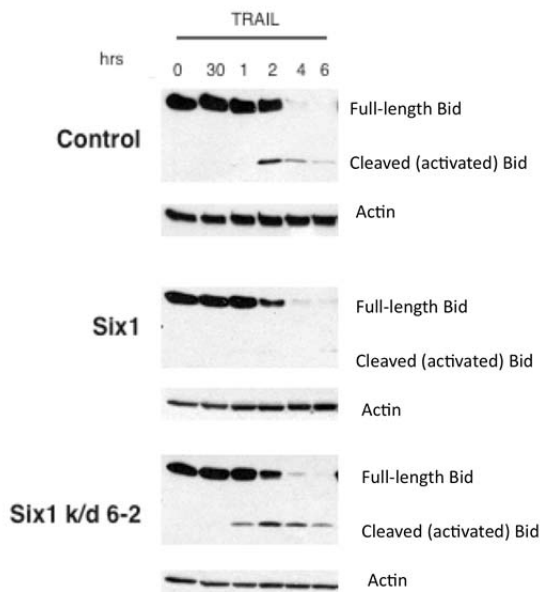 TRAIL
hrs 0 30 1 2 4 6
Control
Full-length Bid
Cleaved (activated) Bid
Actin
Six1
Full-length Bid
Cleaved (activated) Bid
Actin
Six1 k/d 6-2
Full-length Bid
Cleaved (activated) Bid
Actin